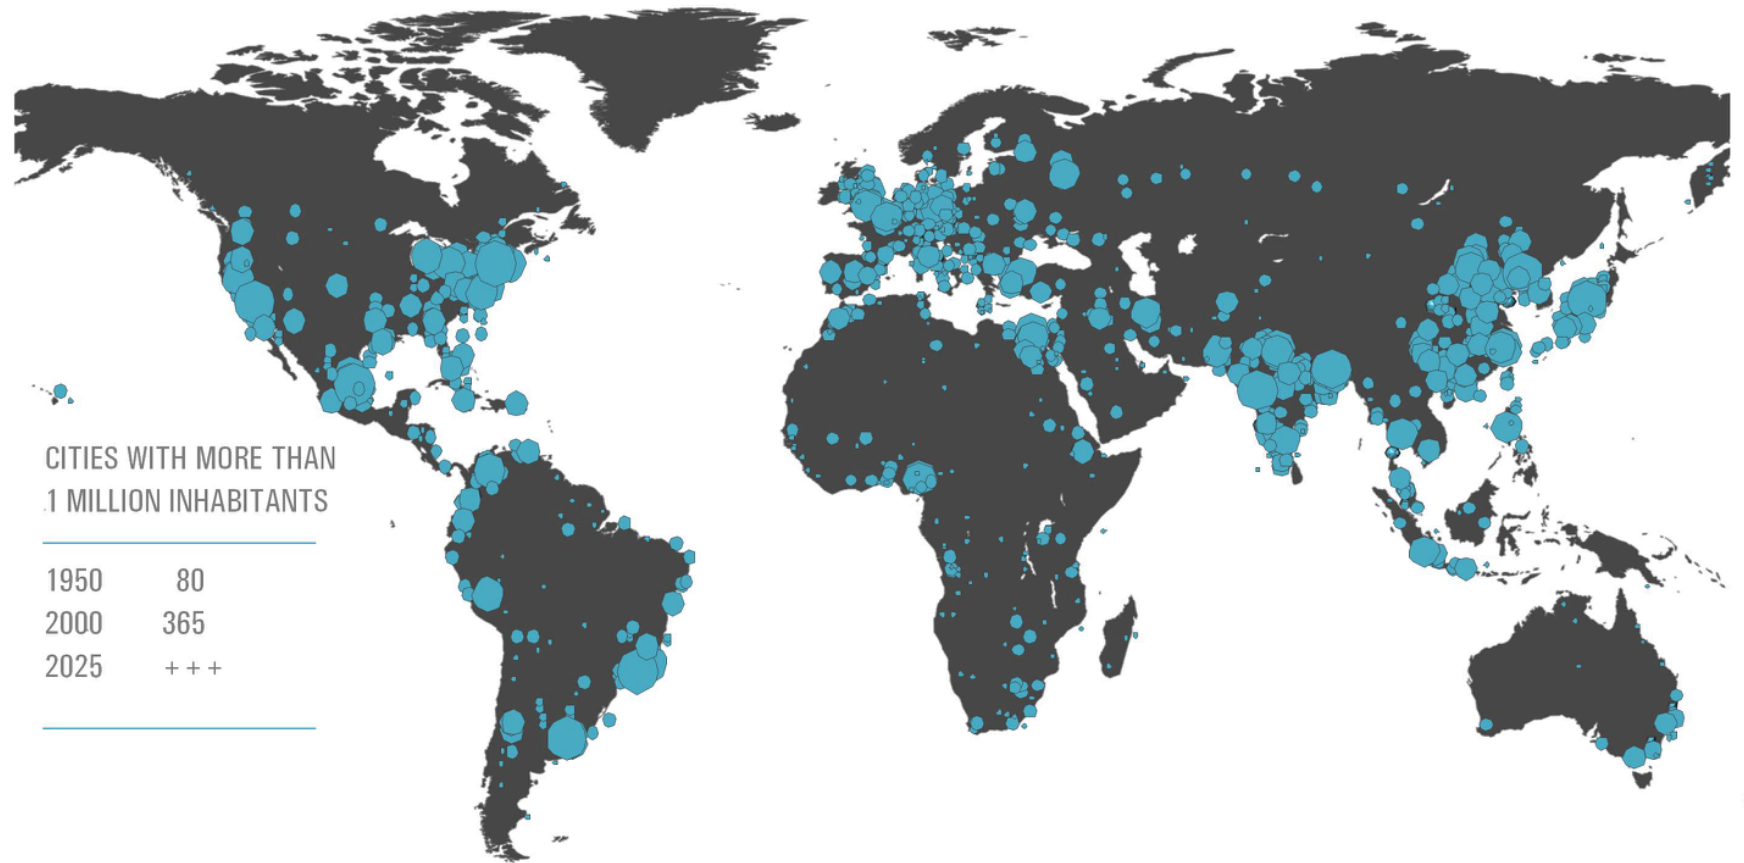 CITIES WITH MORE THAN
1 MILLION INHABITANTS
1950 80
2000 365
2025 +++